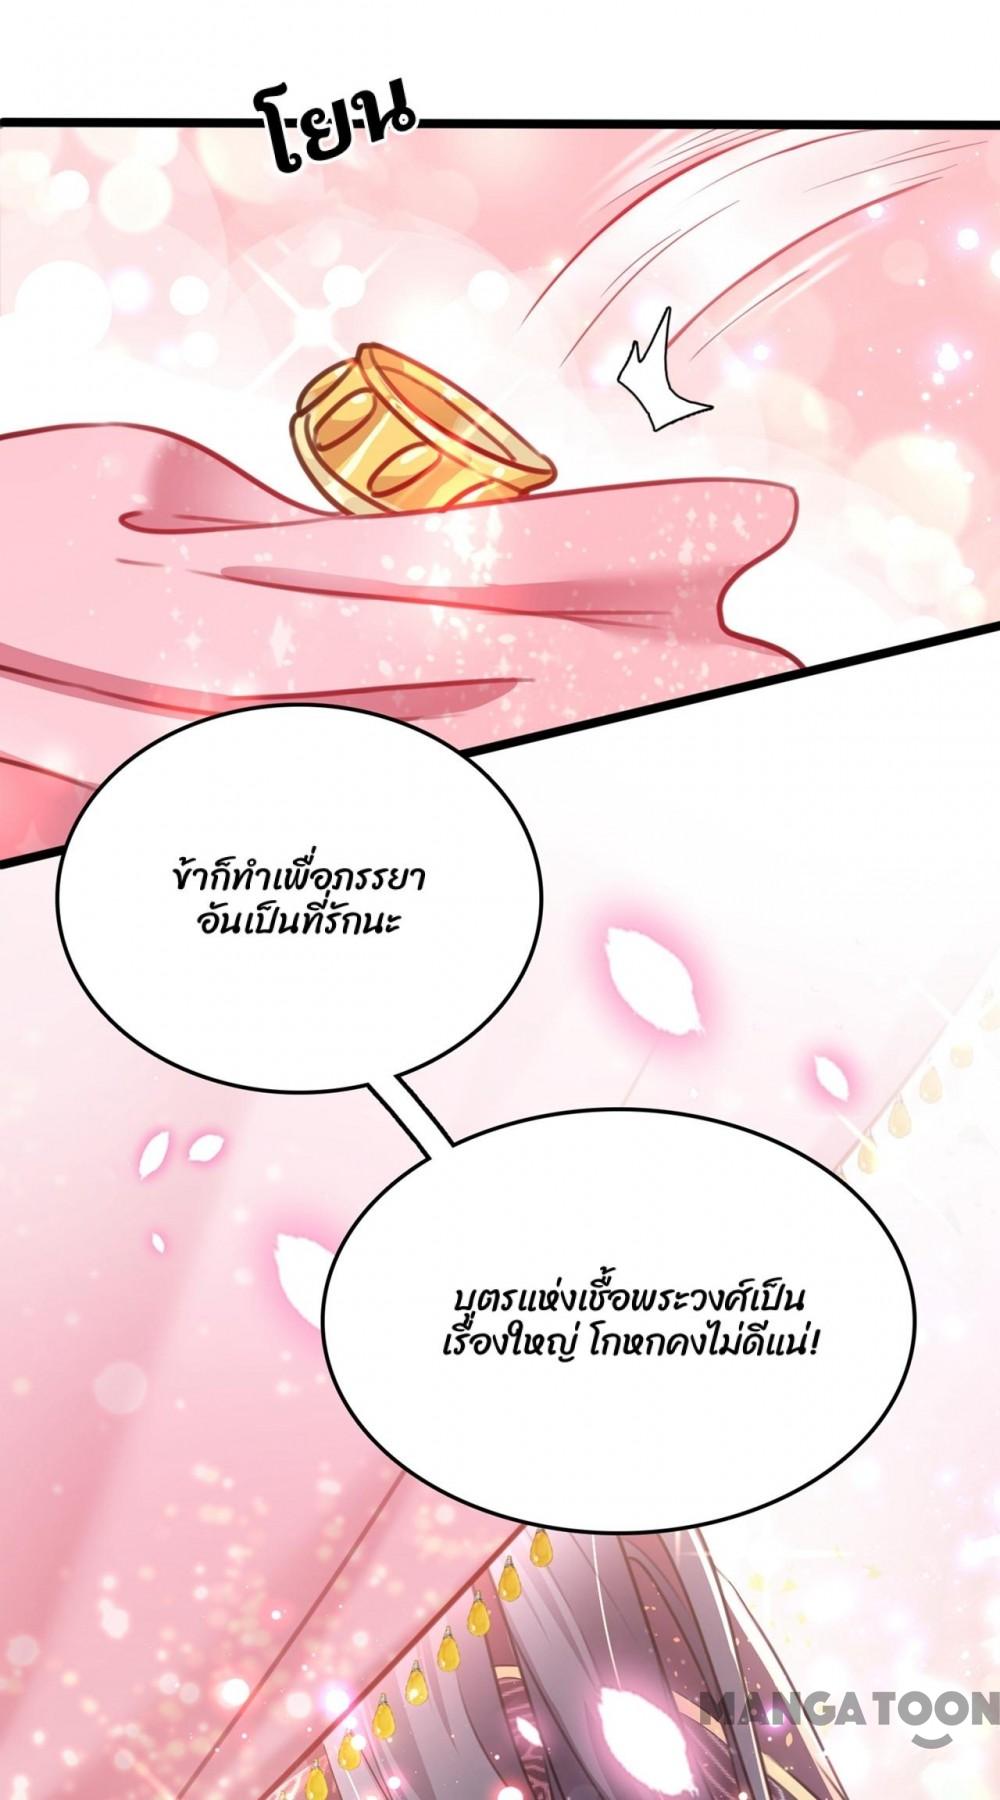 โยน
ข้าก็ทำเพื่อภรรยา
อันเป็นที่รักนะ
บุตรแห่งเชื้อพระวงศ์เป็น
เรื่องใหญ่ โกหกคงไม่ดีแน่!
MANGATOON